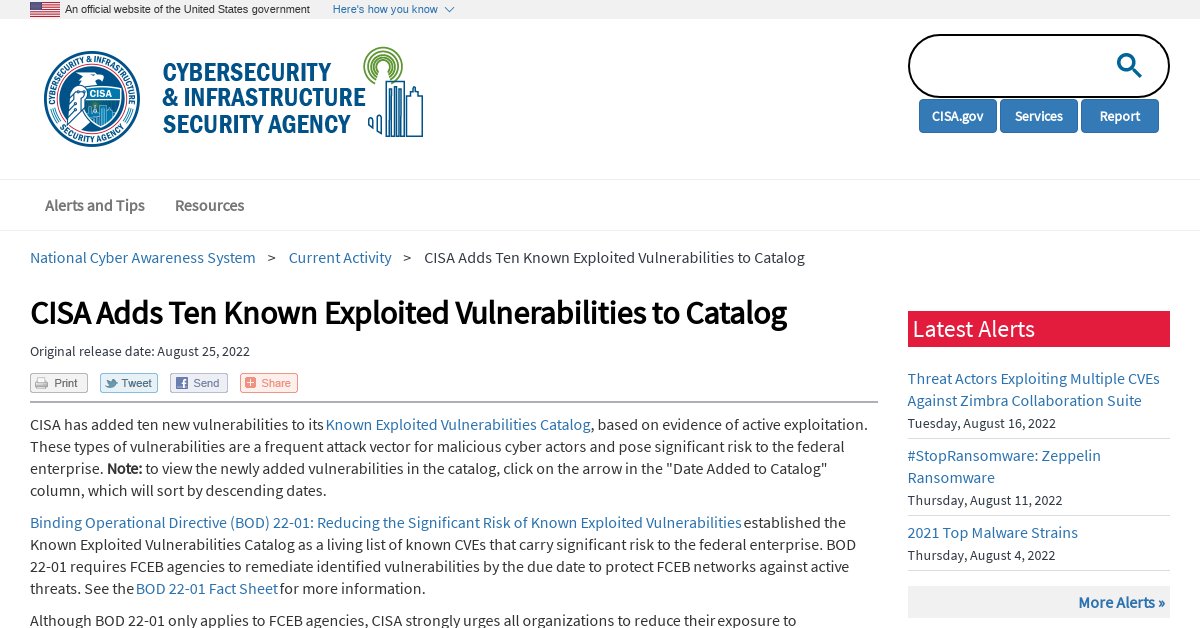 An official website of the United States government Here's how you know
CYBERSECURITY & INFRASTRUCTURE
CISA
SECURITY AGENCY
CYBERSECURITY
& INFRASTRUCTURE
SECURITY AGENCY
CISA.gov Services Report
Alerts and Tips Resources
National Cyber Awareness System > Current Activity > CISA Adds Ten Known Exploited Vulnerabilities to Catalog
CISA Adds Ten Known Exploited Vulnerabilities to Catalog
Original release date: August 25, 2022
Print Tweet Send Share
CISA has added ten new vulnerabilities to its Known Exploited Vulnerabilities Catalog, based on evidence of active exploitation.
These types of vulnerabilities are a frequent attack vector for malicious cyber actors and pose significant risk to the federal
enterprise. Note: to view the newly added vulnerabilities in the catalog, click on the arrow in the "Date Added to Catalog"
column, which will sort by descending dates.
Binding Operational Directive (BOD) 22-01: Reducing the Significant Risk of Known Exploited Vulnerabilities established the
Known Exploited Vulnerabilities Catalog as a living list of known CVEs that carry significant risk to the federal enterprise. BOD
22-01 requires FCEB agencies to remediate identified vulnerabilities by the due date to protect FCEB networks against active
threats. See the BOD 22-01 Fact Sheet for more information.
Although BOD 22-01 only applies to FCEB agencies, CISA strongly urges all organizations to reduce their exposure to
Latest Alerts
Threat Actors Exploiting Multiple CVEs
Against Zimbra Collaboration Suite
Tuesday, August 16, 2022
#StopRansomware: Zeppelin
Ransomware
Thursday, August 11, 2022
2021 Top Malware Strains
Thursday, August 4, 2022
More Alerts »